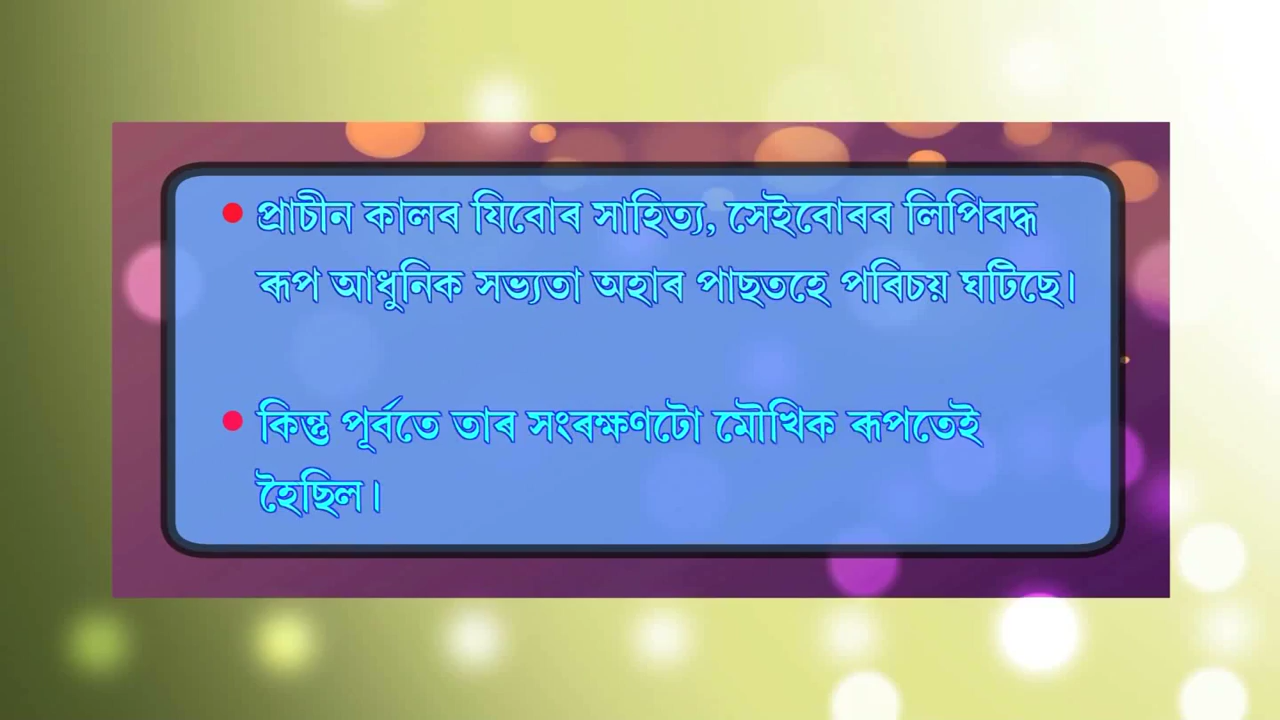 প্ৰাচীন কালৰ যিবোৰ সাহিত্য, সেইবোৰৰ লিপিবদ্ধ
ৰূপ আধুনিক সভ্যতা অহাৰ পাছতহে পৰিচয় ঘটিছে।
কিন্তু পূৰ্বতে তাৰ সংৰক্ষণটো মৌখিক ৰূপতেই
হৈছিল।